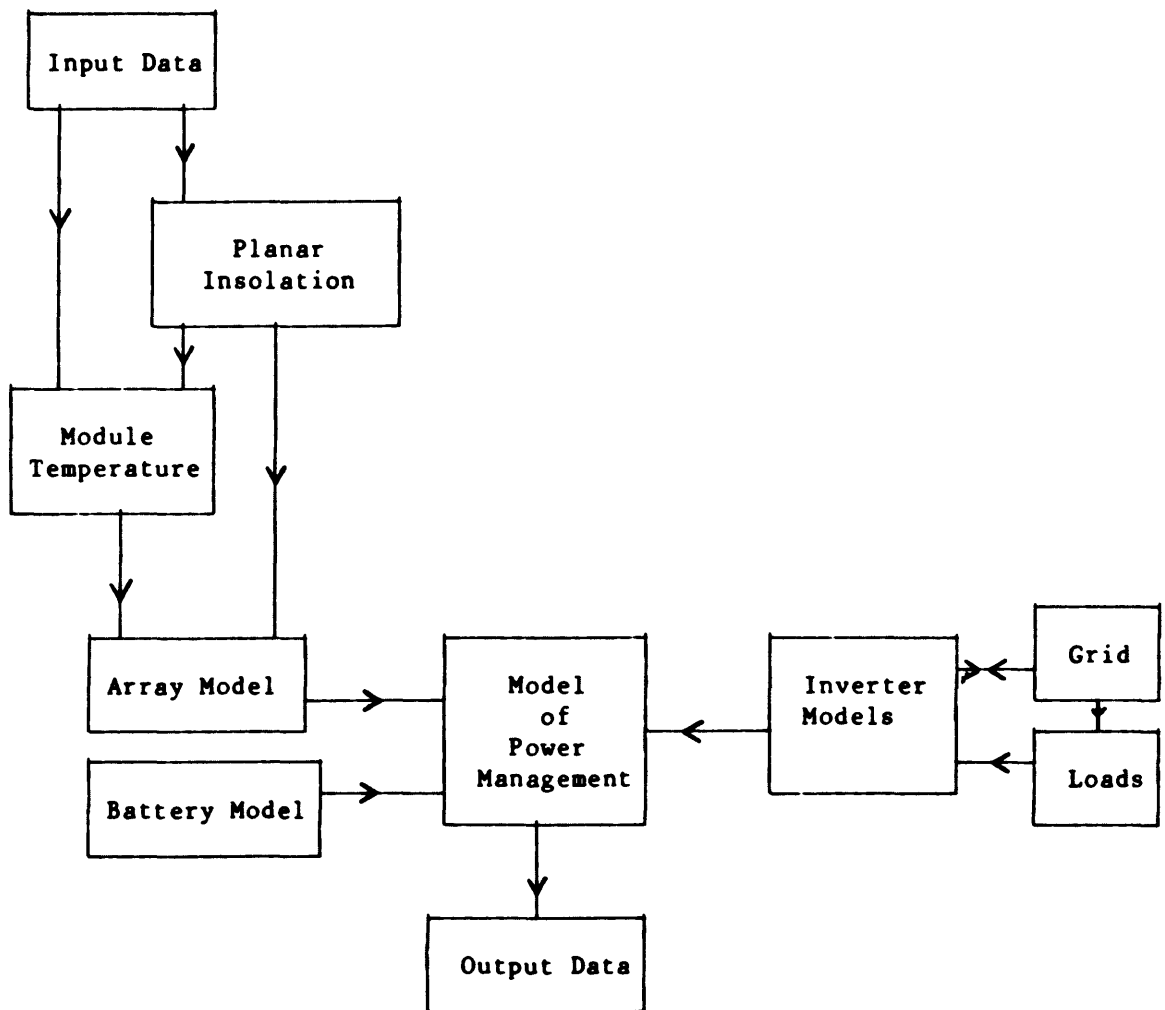 Input Data
Planar
Insolation
Module
Temperature
Array Model
Battery Model
Model
of
Power
Management
Inverter
Models
Grid
Loads
Output Data